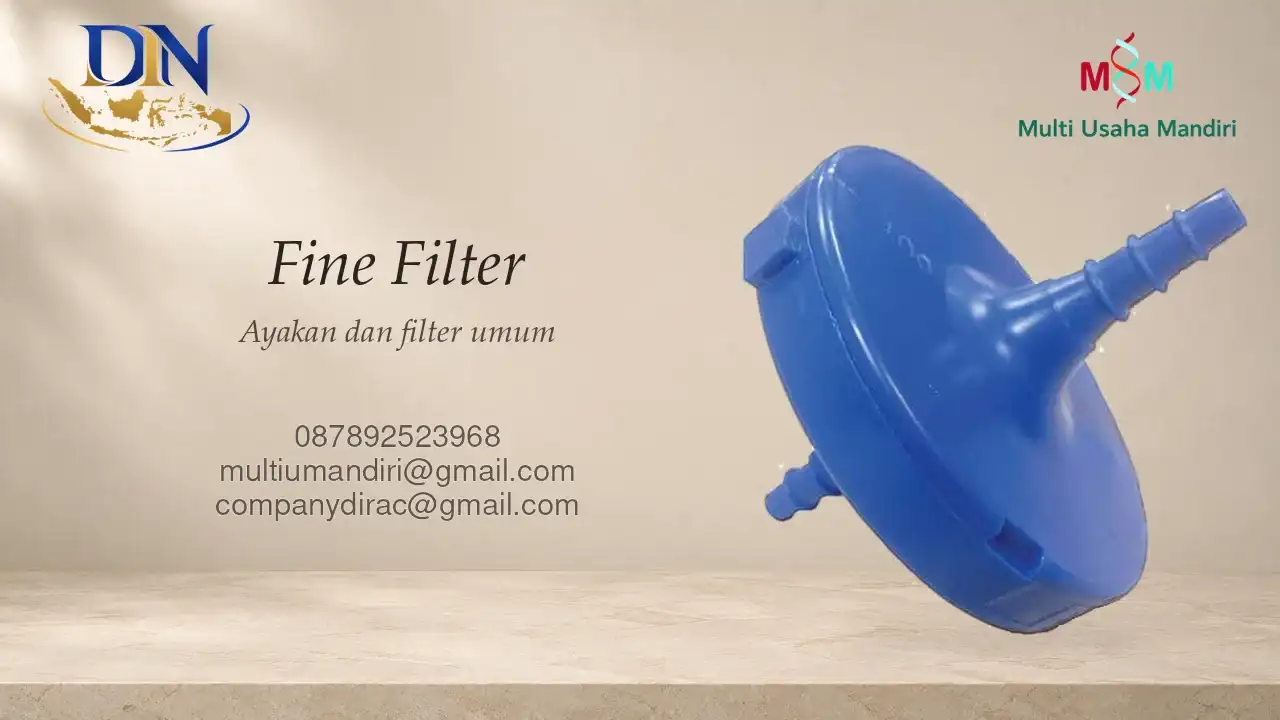 DN
MSM
Multi Usaha Mandiri
Fine Filter
Ayakan dan filter umum
087892523968
multiumandiri@gmail.com
companydirac@gmail.com